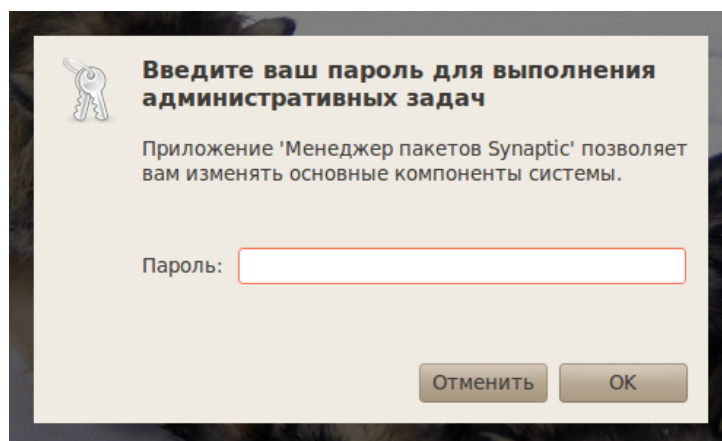 Введите ваш пароль для выполнения
административных задач
Приложение 'Менеджер пакетов Synaptic' позволяет
вам изменять основные компоненты системы.
Пароль:
Отменить OK